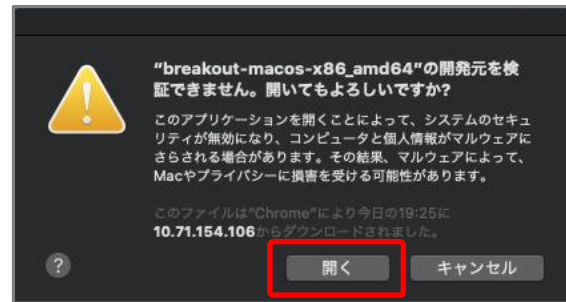 "breakout-macos-x86_amd64"の開発元を検
証できません。開いてもよろしいですか?
このアプリケーションを開くことによって、システムのセキュ
リティが無効になり、コンピュータと個人情報がマルウェアに
さらされる場合があります。その結果、マルウェアによって、
Macやプライバシーに損害を受ける可能性があります。
このファイルは"Chrome"により今日の19:25に
10.71.154.106からダウンロードされました。
?
開く
キャンセル